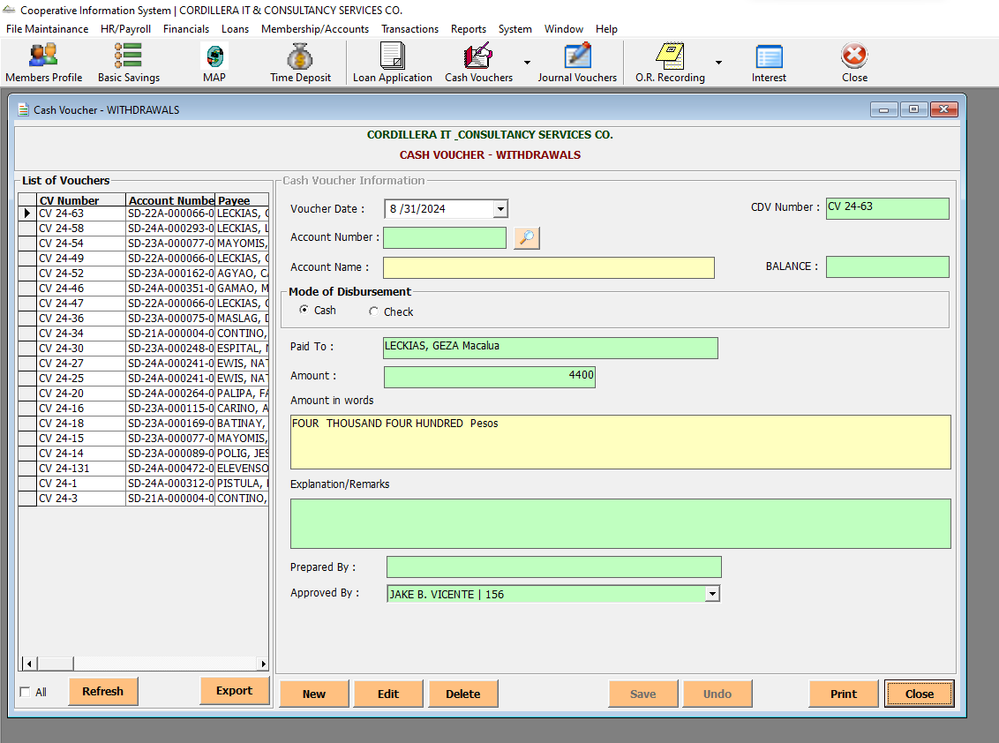 Cooperative Information System | CORDILLERA IT & CONSULTANCY SERVICES CO.
File Maintainance HR/Payroll Financials Loans Membership/Accounts Transactions Reports System Window Help
Members Profile Basic Savings MAP Time Deposit Loan Application Cash Vouchers Journal Vouchers O.R. Recording Interest Close
Cash Voucher - WITHDRAWALS
CORDILLERA IT _CONSULTANCY SERVICES CO.
CASH VOUCHER - WITHDRAWALS
List of Vouchers
CV Number Account Numbe Payee
CV 24-63 SD-22A-000066-0 LECKIAS, G
CV 24-58 SD-24A-000293-0 LECKIAS, L
CV 24-54 SD-23A-000077-0 MAYOMIS,
CV 24-49 SD-22A-000066-0 LECKIAS, G
CV 24-52 SD-23A-000162-0 AGYAO, CA
CV 24-46 SD-24A-000351-0 GAMAO, M
CV 24-47 SD-22A-000066-0 LECKIAS, G
CV 24-36 SD-23A-000075-0 MASLAG, D
CV 24-34 SD-21A-000004-0 CONTINO,
CV 24-30 SD-23A-000248-0 ESPITAL, M
CV 24-27 SD-24A-000241-0 EWIS, NAT
CV 24-25 SD-24A-000241-0 EWIS, NAT
CV 24-20 SD-24A-000264-0 PALIPA, FA
CV 24-16 SD-23A-000115-0 CARINO, A
CV 24-18 SD-23A-000169-0 BATINAY,
CV 24-15 SD-23A-000077-0 MAYOMIS,
CV 24-14 SD-23A-000089-0 POLIG, JES
CV 24-131 SD-24A-000472-0 ELEVENSO
CV 24-1 SD-24A-000312-0 PISTULA,
CV 24-3 SD-21A-000004-0 CONTINO,
All Refresh Export
Cash Voucher Information
Voucher Date : 8 /31/2024 CDV Number : CV 24-63
Account Number :
Account Name : BALANCE :
Mode of Disbursement
Cash Check
Paid To : LECKIAS, GEZA Macalua
Amount : 4400
Amount in words
FOUR THOUSAND FOUR HUNDRED Pesos
Explanation/Remarks
Prepared By :
Approved By : JAKE B. VICENTE | 156
New Edit Delete Save Undo Print Close